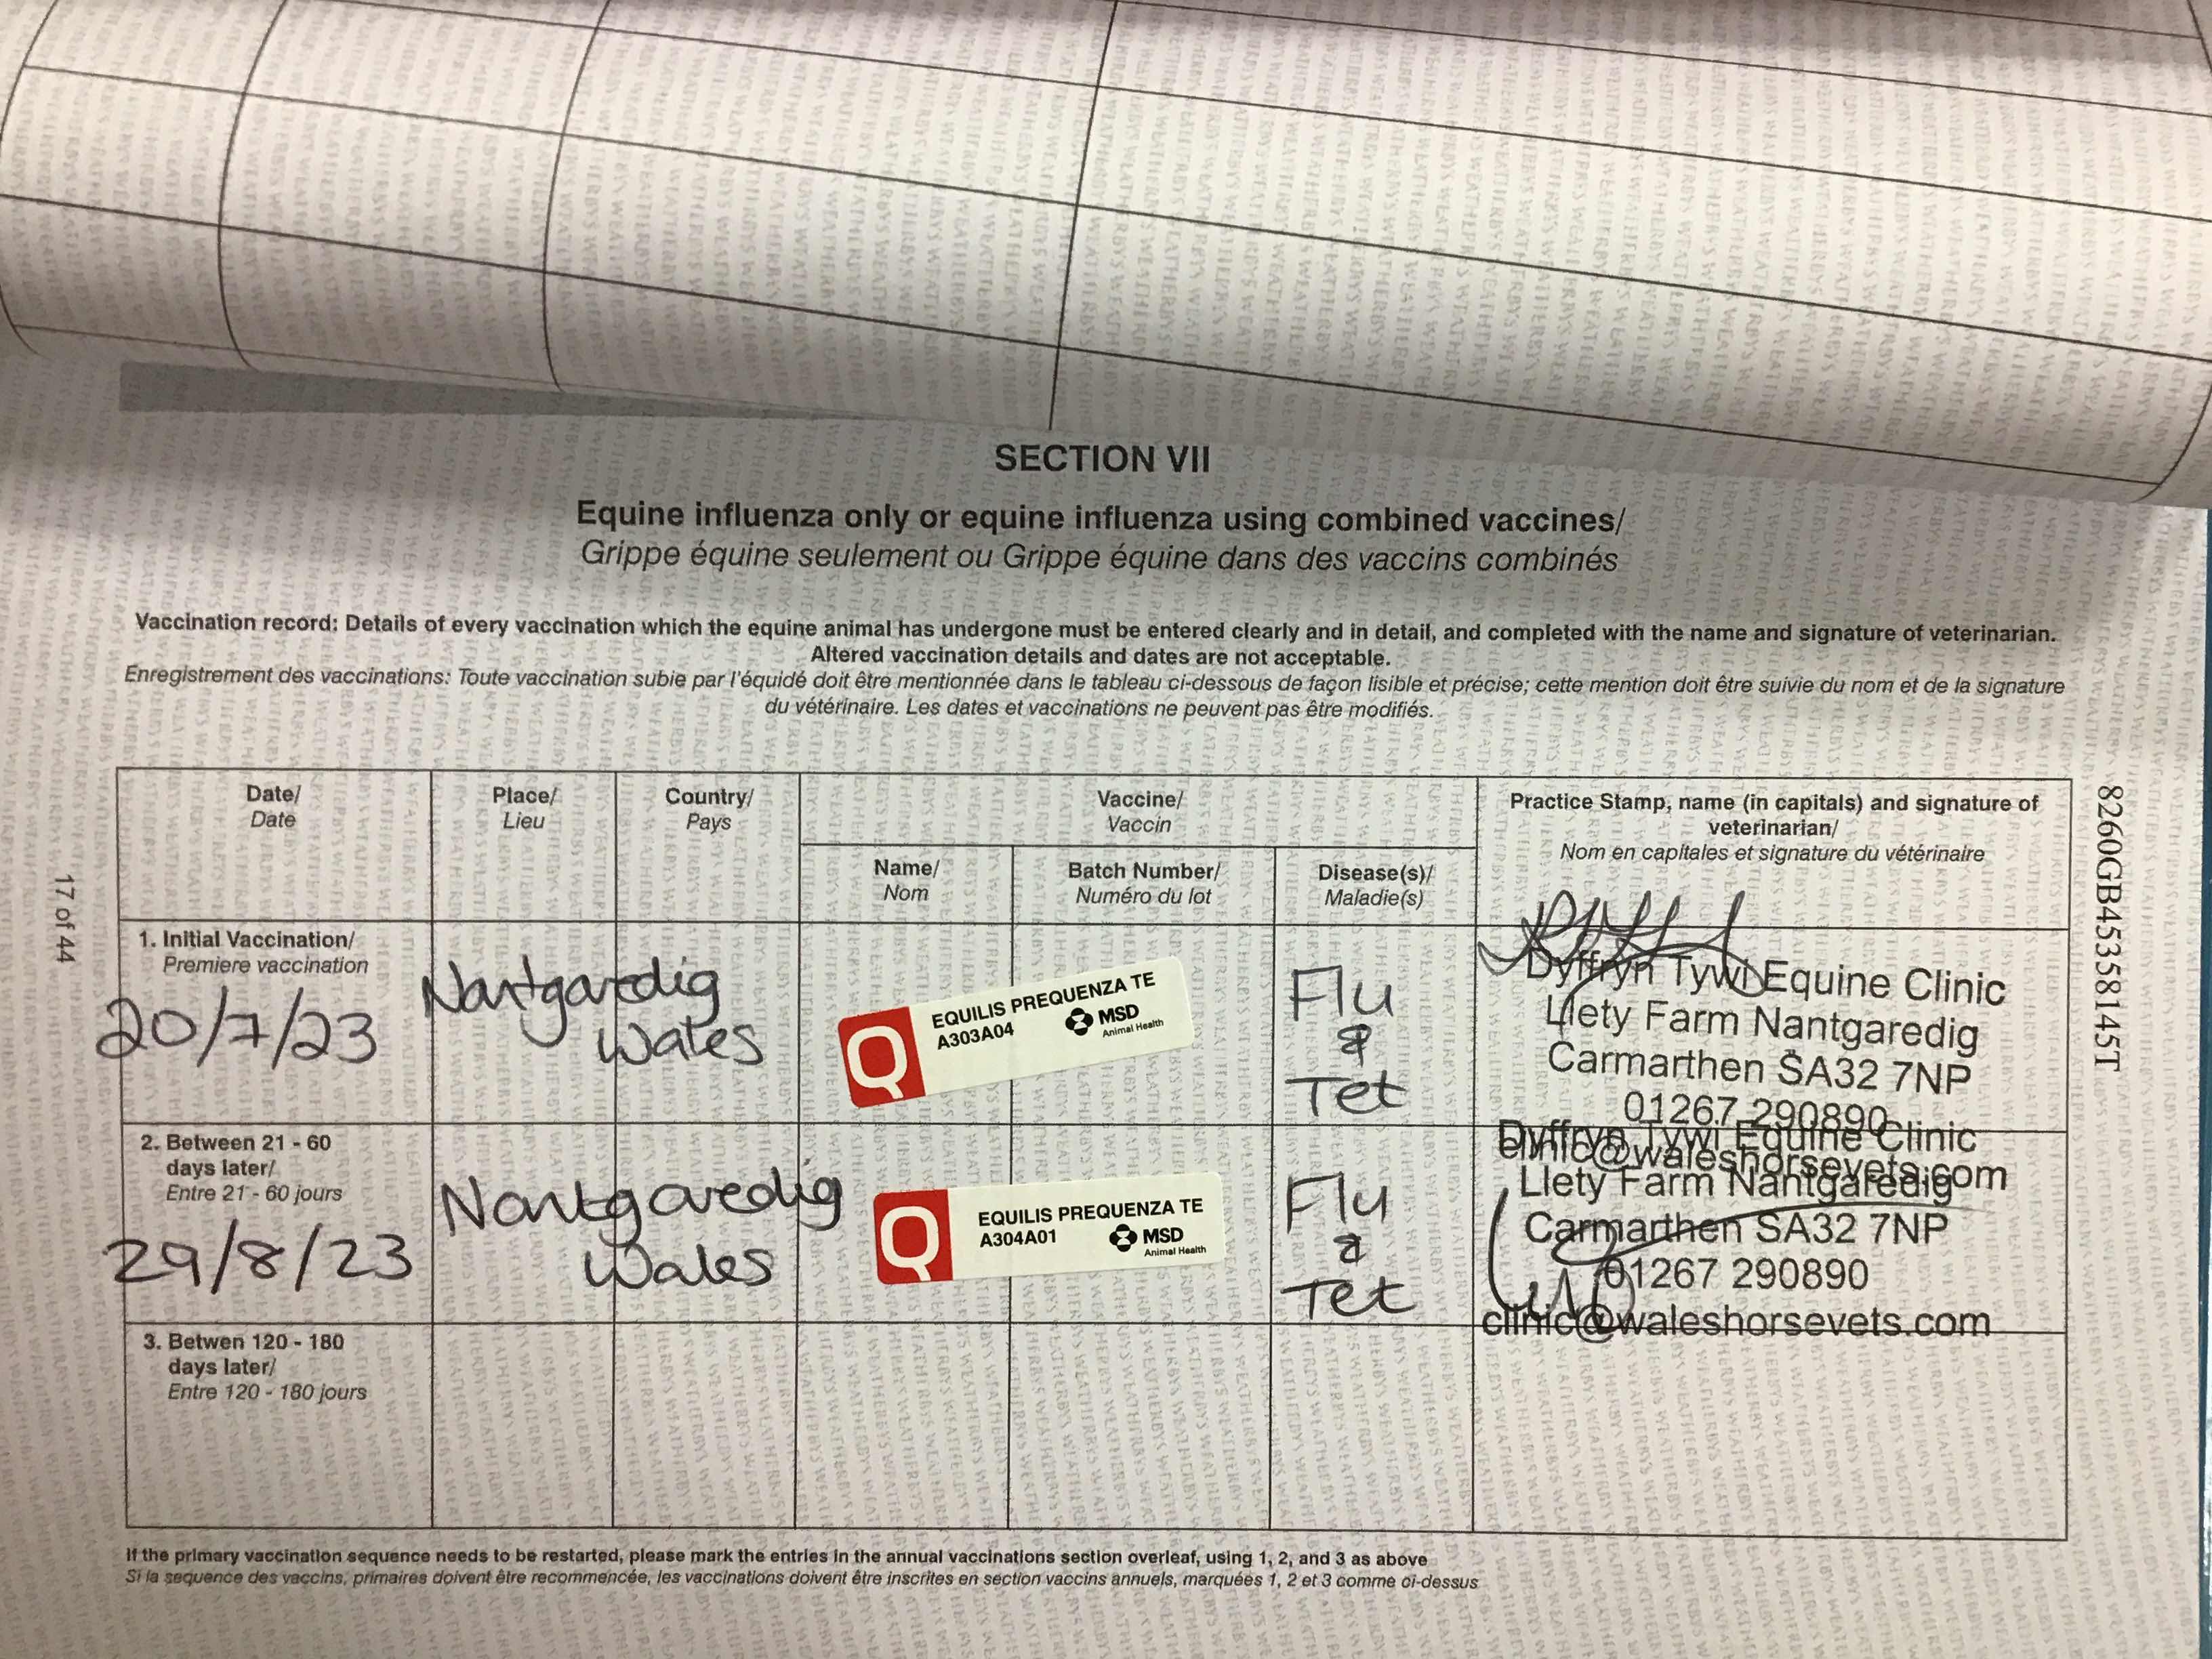 SECTION VII
Equine influenza only or equine influenza using combined vaccines/
Grippe équine seulement ou Grippe équine dans des vaccins combinés
Vaccination record: Details of every vaccination which the equine animal has undergone must be entered clearly and in detail, and completed with the name and signature of veterinarian.
Altered vaccination details and dates are not acceptable.
Enregistrement des vaccinations: Toute vaccination subie par l'équidé doit être mentionnée dans le tableau ci-dessous de façon lisible et précise; cette mention doit être suivie du nom et de la signature
du vétérinaire. Les dates et vaccinations ne peuvent pas être modifiés.
Date/
Date
Place/
Lieu
Country/
Pays
Vaccine/
Vaccin
Name/
Nom
Batch Number/
Numéro du lot
Disease(s)/
Maladie(s)
Practice Stamp, name (in capitals) and signature of
veterinarian/
Nom en capitales et signature du vétérinaire
1. Initial Vaccination/
Premiere vaccination
20/7/23
Nantgaredig
Wales
Q
EQUILIS PREQUENZA TE
A303A04
MSD
Animal Health
Flu
&
Tet
Dyffryn Tywi Equine Clinic
Llety Farm Nantgaredig
Carmarthen SA32 7NP
01267 290890
clinic@waleshorsevets.com
2. Between 21 - 60
days later/
Entre 21 - 60 jours
29/8/23
Nantgaredig
Wales
Q
EQUILIS PREQUENZA TE
A304A01
MSD
Animal Health
Flu
&
Tet
Dyffryn Tywi Equine Clinic
Llety Farm Nantgaredig
Carmarthen SA32 7NP
01267 290890
clinic@waleshorsevets.com
3. Betwen 120 - 180
days later/
Entre 120 - 180 jours
If the primary vaccination sequence needs to be restarted, please mark the entries in the annual vaccinations section overleaf, using 1, 2, and 3 as above
Si la sequence des vaccins, primaires doivent être recommencée, les vaccinations doivent être inscrites en section vaccins annuels, marquées 1, 2 et 3 comme ci-dessus
17 of 44
8260GB45358145T